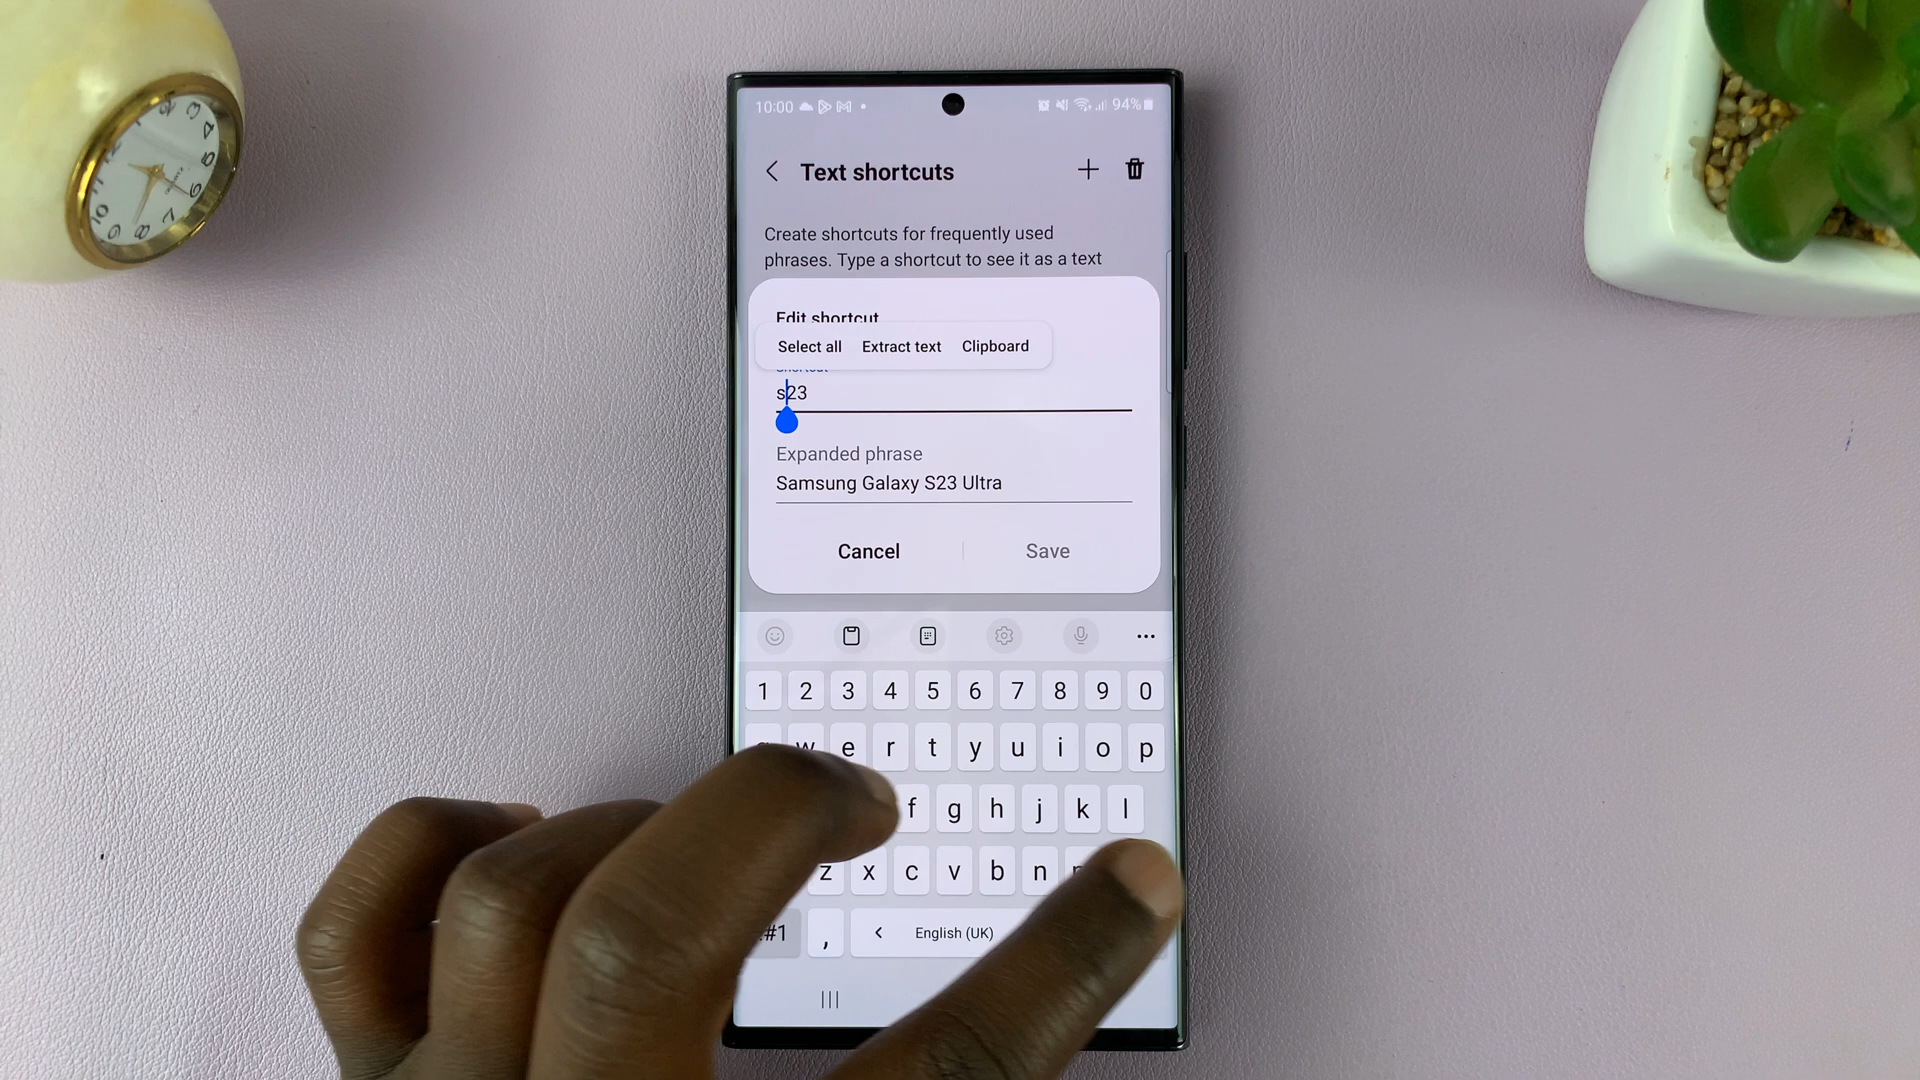 10:00
94%
Text shortcuts
Create shortcuts for frequently used
phrases. Type a shortcut to see it as a text
Edit shortcut
Select all Extract text Clipboard
Shortcut
s23
Expanded phrase
Samsung Galaxy S23 Ultra
Cancel
Save
1 2 3 4 5 6 7 8 9 0
q w e r t y u i o p
f g h j k l
z x c v b n
#1 , < English (UK)